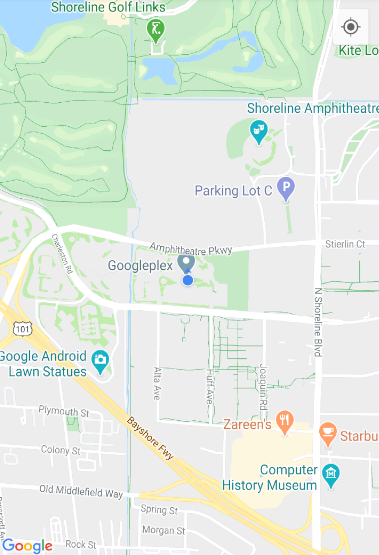 Shoreline Golf Links
Kite Lo
Shoreline Amphitheatre
Parking Lot C
P
Charleston Rd
Amphitheatre Pkwy
Stierlin Ct
Googleplex
N Shoreline Blvd
101
Google Android
Lawn Statues
Alta Ave
Huff Ave
Joaquin Rd
Plymouth St
Bayshore Fwy
Zareen's
Starbu
Colony St
Computer
History Museum
Old Middlefield Way
Spring St
Morgan St
Google